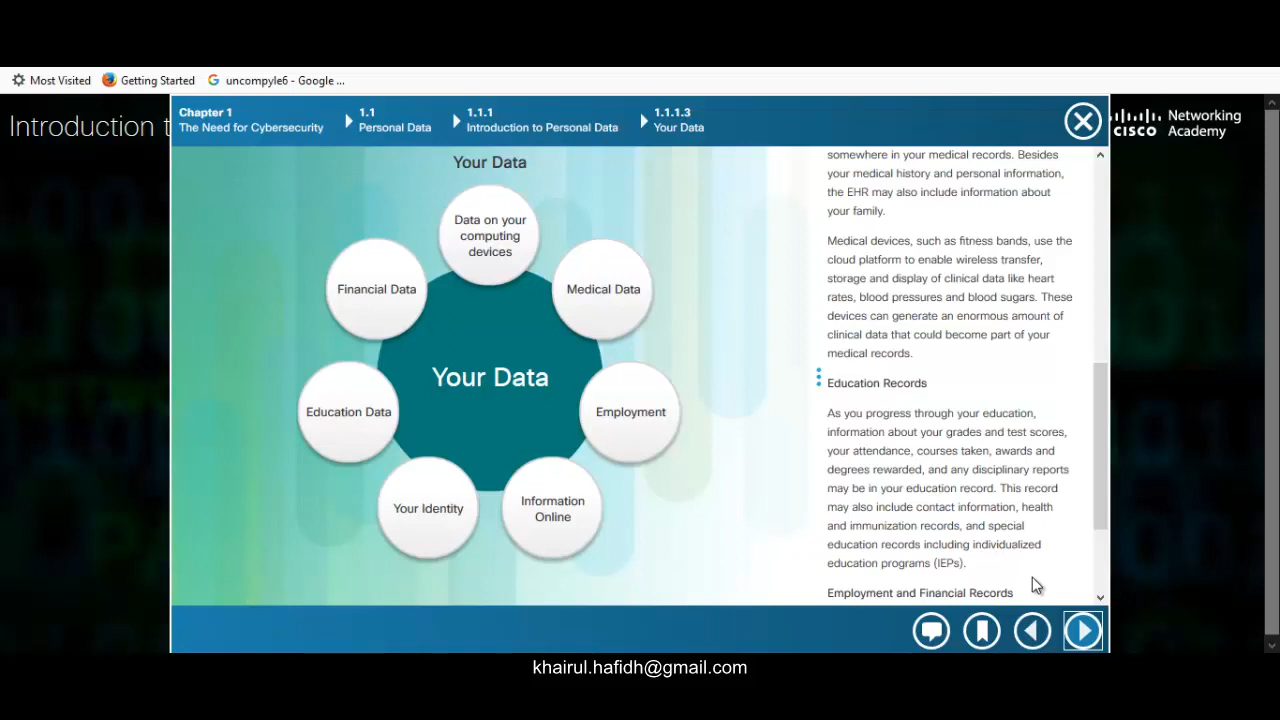 Most Visited Getting Started uncompyle6 - Google ...
Introduction t
Chapter 1
The Need for Cybersecurity
1.1
Personal Data
1.1.1
Introduction to Personal Data
1.1.1.3
Your Data
CISCO
Networking
Academy
Your Data
Data on your
computing
devices
Financial Data
Medical Data
Your Data
Education Data
Employment
Your Identity
Information
Online
somewhere in your medical records. Besides
your medical history and personal information,
the EHR may also include information about
your family.
Medical devices, such as fitness bands, use the
cloud platform to enable wireless transfer,
storage and display of clinical data like heart
rates, blood pressures and blood sugars. These
devices can generate an enormous amount of
clinical data that could become part of your
medical records.
Education Records
As you progress through your education,
information about your grades and test scores,
your attendance, courses taken, awards and
degrees rewarded, and any disciplinary reports
may be in your education record. This record
may also include contact information, health
and immunization records, and special
education records including individualized
education programs (IEPs).
Employment and Financial Records
khairul.hafidh@gmail.com